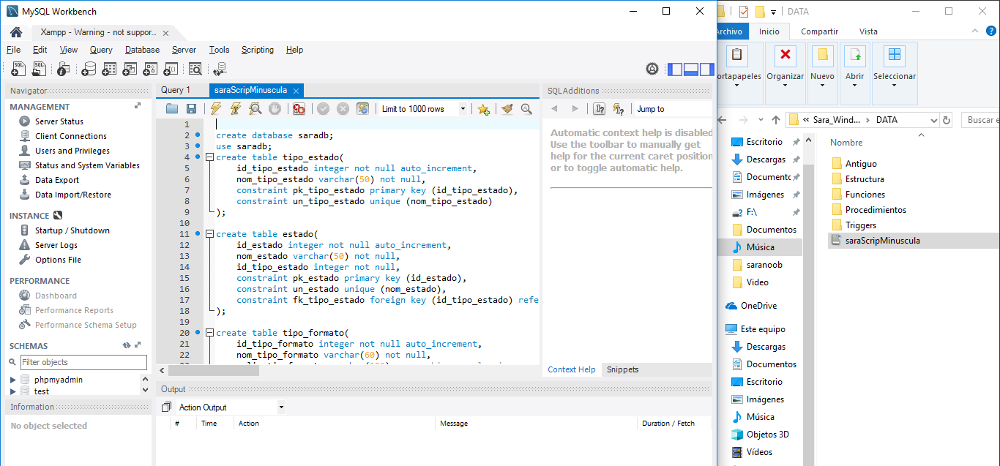 MySQL Workbench
Xampp - Warning - not suppor...
File Edit View Query Database Server Tools Scripting Help
Navigator
MANAGEMENT
Server Status
Client Connections
Users and Privileges
Status and System Variables
Data Export
Data Import/Restore
INSTANCE
Startup / Shutdown
Server Logs
Options File
PERFORMANCE
Dashboard
Performance Reports
Performance Schema Setup
SCHEMAS
Filter objects
phpmyadmin
test
Information
No object selected
Query 1 saraScripMinuscula
Limit to 1000 rows
1
2 create database saradb;
3 use saradb;
4 create table tipo_estado(
5 id_tipo_estado integer not null auto_increment,
6 nom_tipo_estado varchar(50) not null,
7 constraint pk_tipo_estado primary key (id_tipo_estado),
8 constraint un_tipo_estado unique (nom_tipo_estado)
9 );
10
11 create table estado(
12 id_estado integer not null auto_increment,
13 nom_estado varchar(50) not null,
14 id_tipo_estado integer not null,
15 constraint pk_estado primary key (id_estado),
16 constraint un_estado unique (nom_estado),
17 constraint fk_tipo_estado foreign key (id_tipo_estado) refe
18 );
19
20 create table tipo_formato(
21 id_tipo_formato integer not null auto_increment,
22 nom_tipo_formato varchar(60) not null,
SQLAdditions
Jump to
Automatic context help is disabled
Use the toolbar to manually get
help for the current caret position
or to toggle automatic help.
Context Help Snippets
Output
Action Output
# Time Action Message Duration / Fetch
DATA
Archivo Inicio Compartir Vista
ortapapeles Organizar Nuevo Abrir Seleccionar
« Sara_Wind... > DATA
Buscar e
Escritorio
Descargas
Documento
Imágenes
F:\
Documentos
Música
saranoob
Video
OneDrive
Este equipo
Descargas
Documentos
Escritorio
Imágenes
Música
Objetos 3D
Vídeos
Nombre
Antiguo
Estructura
Funciones
Procedimientos
Triggers
saraScripMinuscula